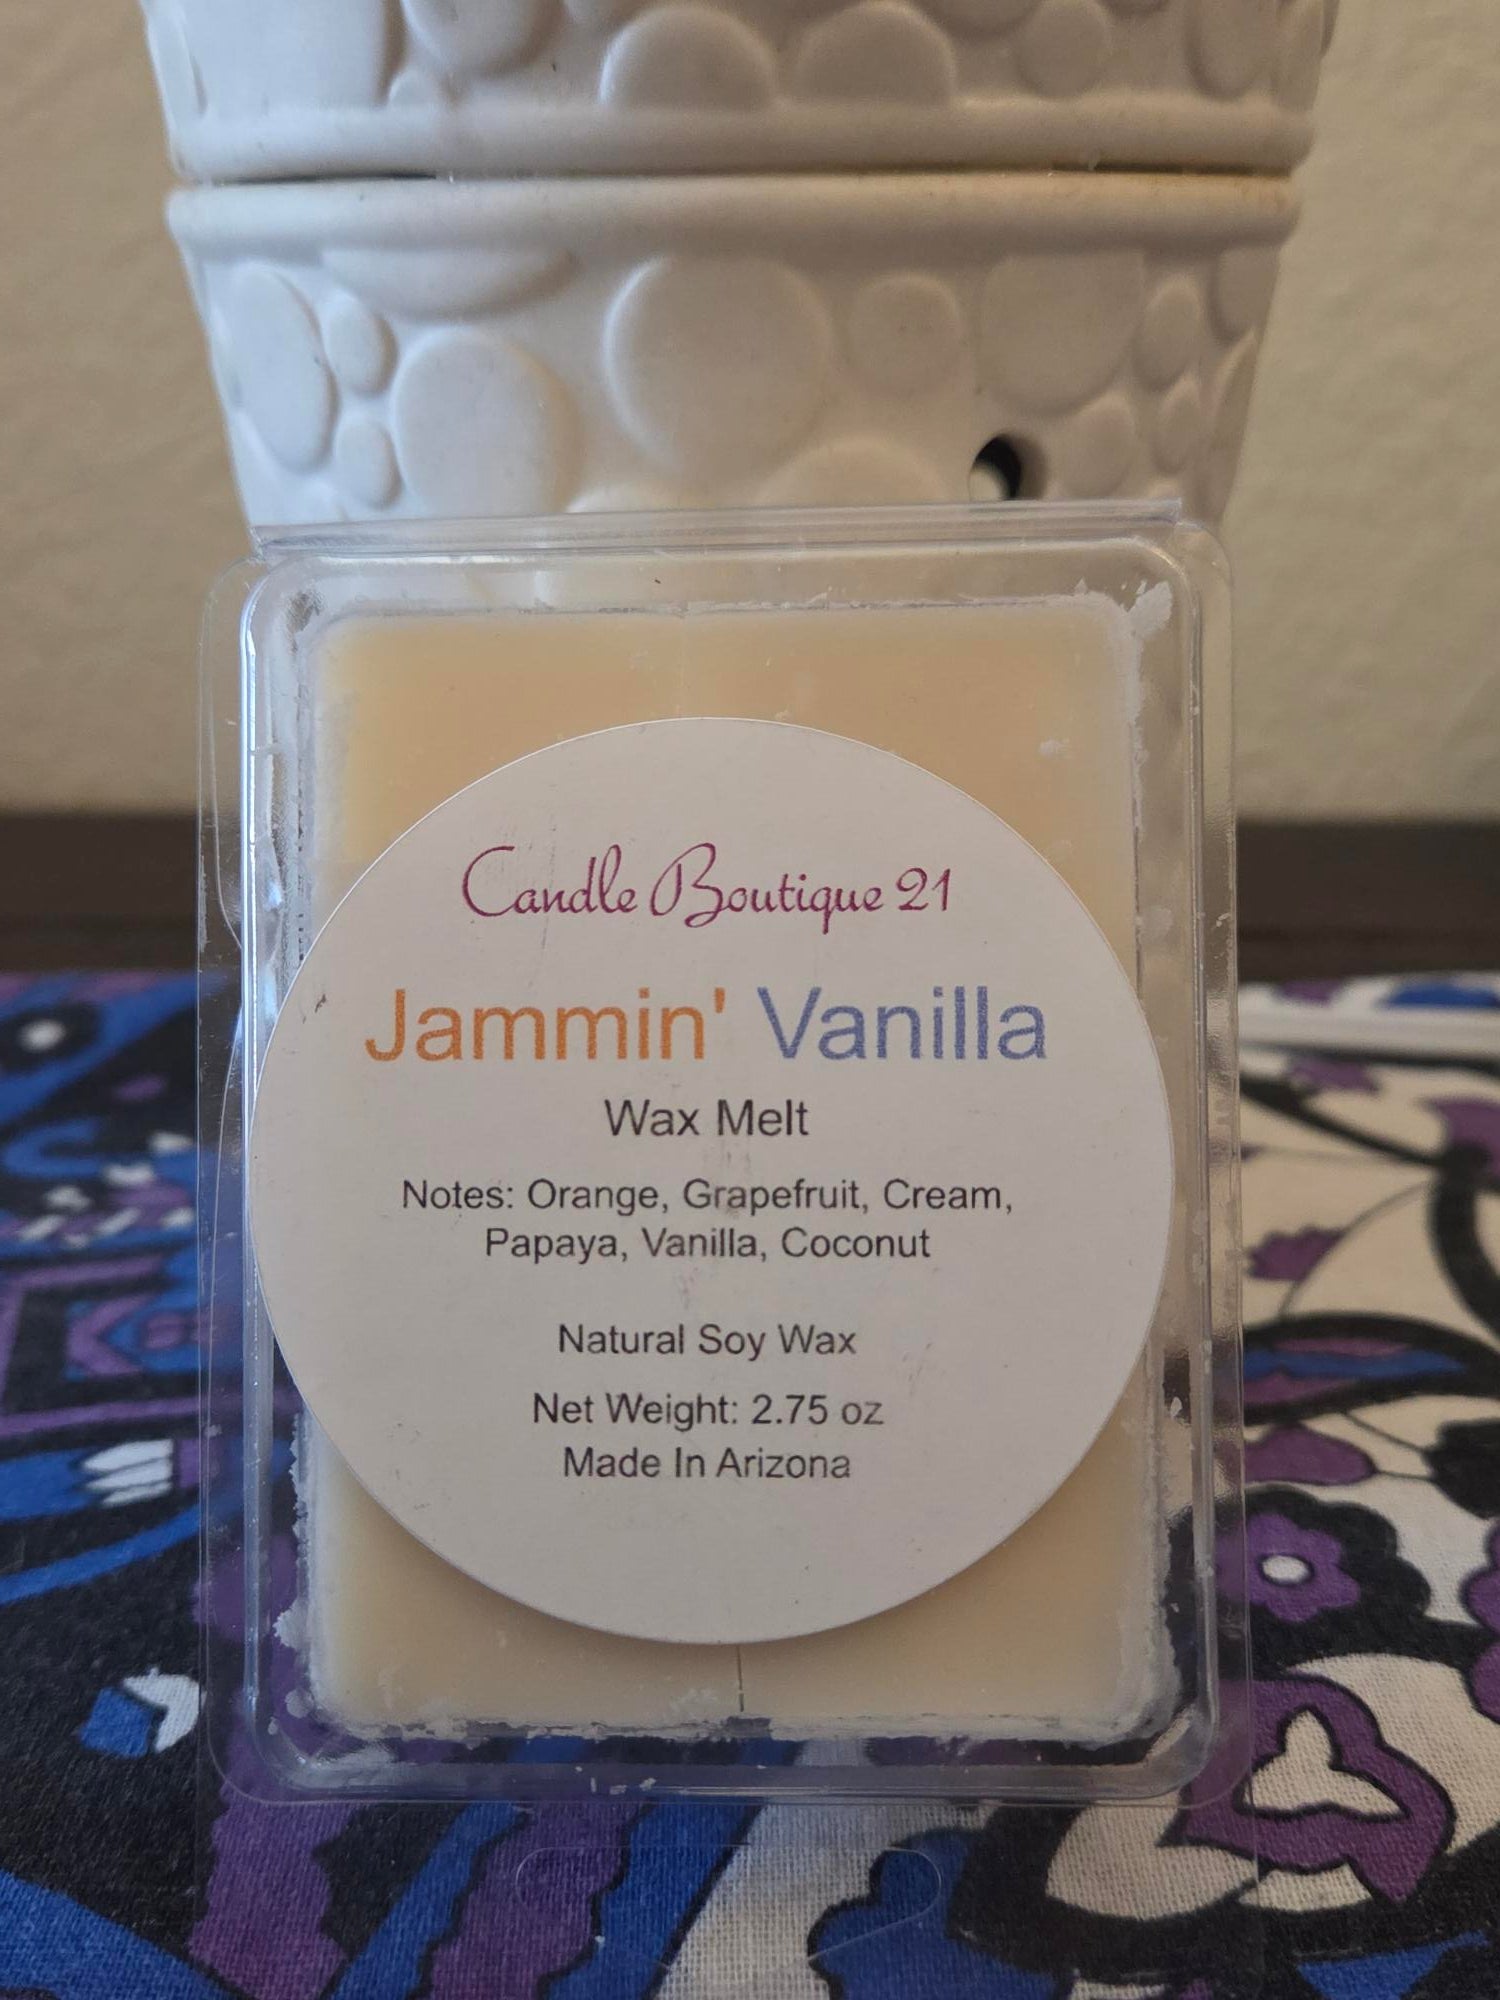 Candle Boutique 21
Jammin' Vanilla
Wax Melt
Notes: Orange, Grapefruit, Cream,
Papaya, Vanilla, Coconut
Natural Soy Wax
Net Weight: 2.75 oz
Made In Arizona